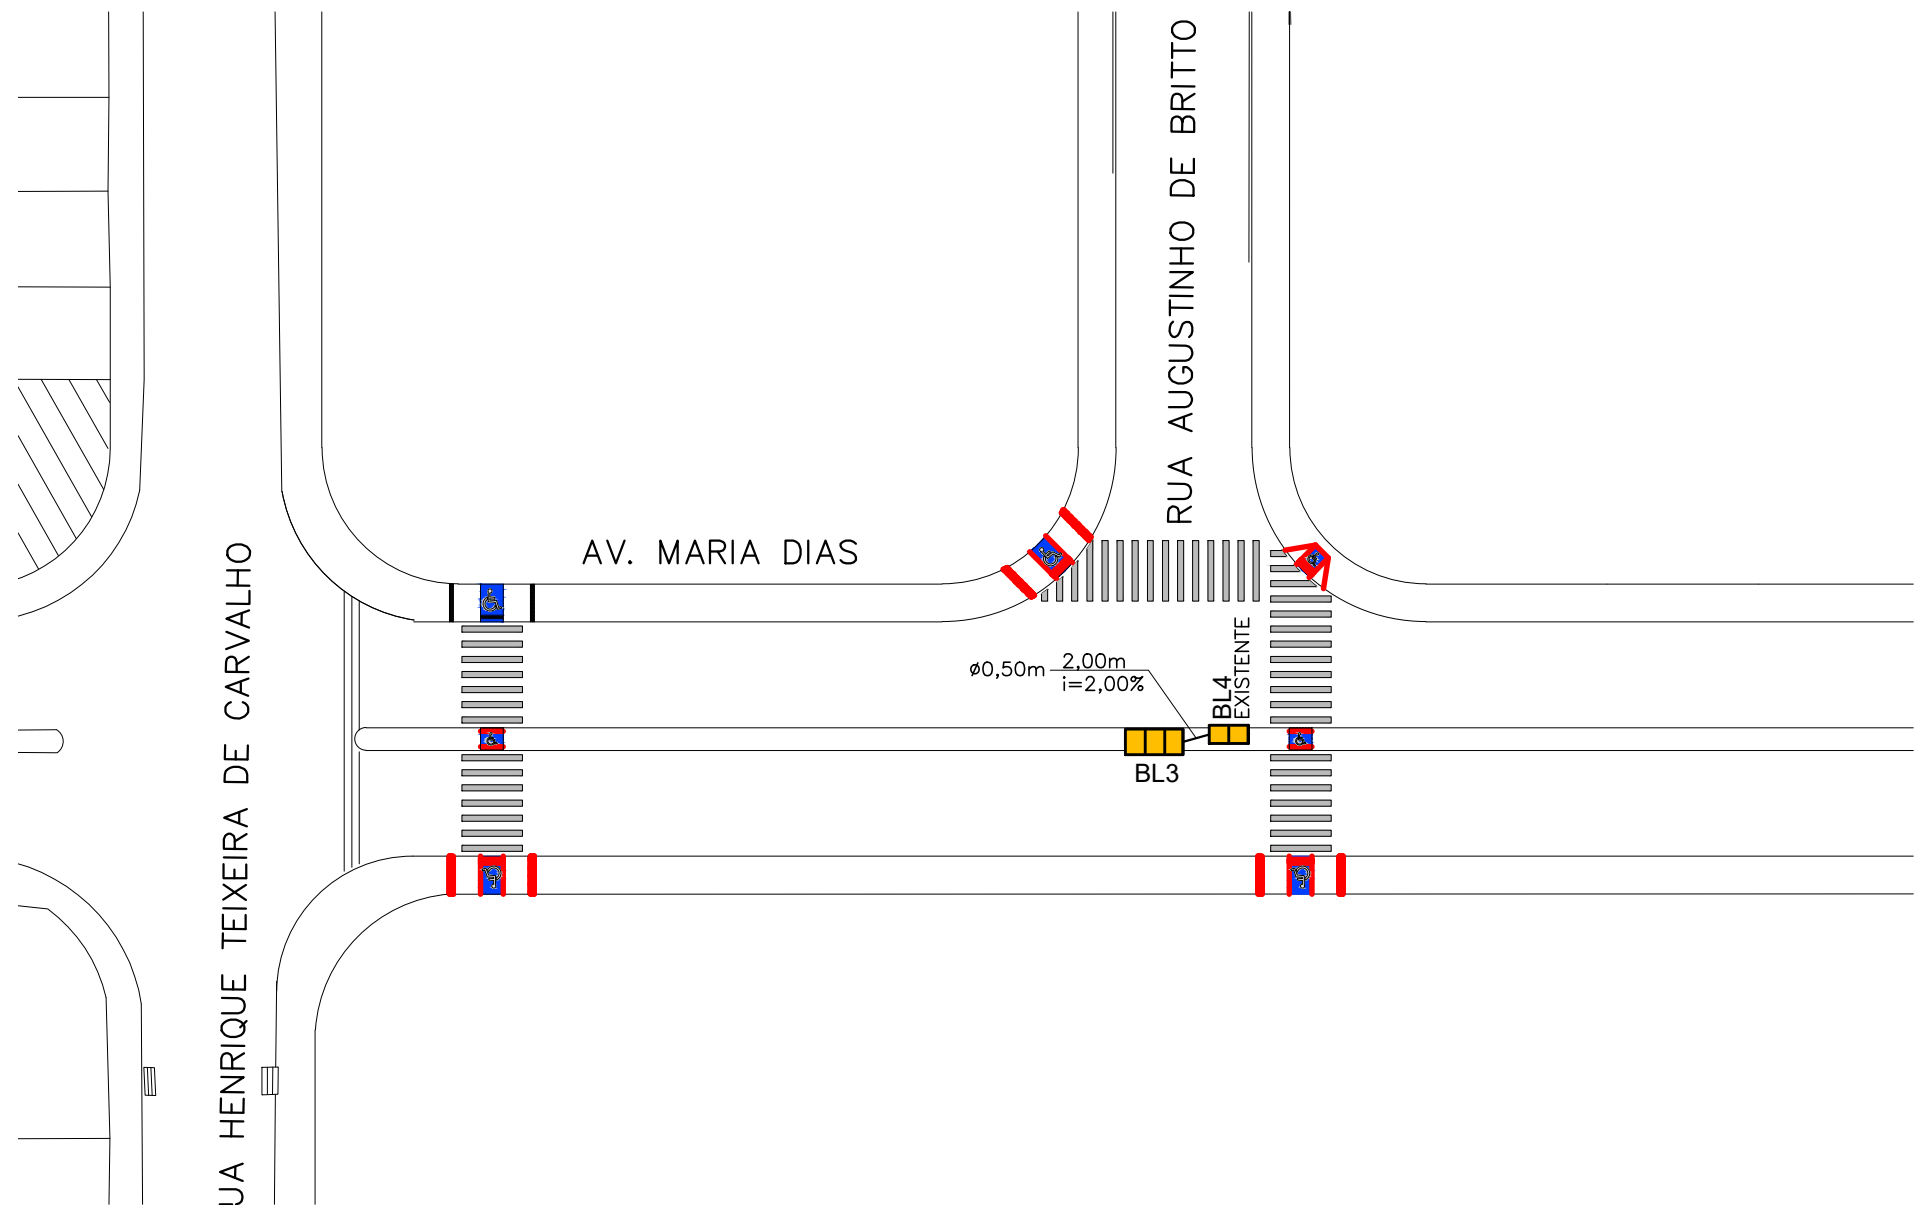 RUA AUGUSTINHO DE BRITTO
AV. MARIA DIAS
UA HENRIQUE TEIXEIRA DE CARVALHO
ø0,50m
2,00m
i=2,00%
BL4
EXISTENTE
BL3